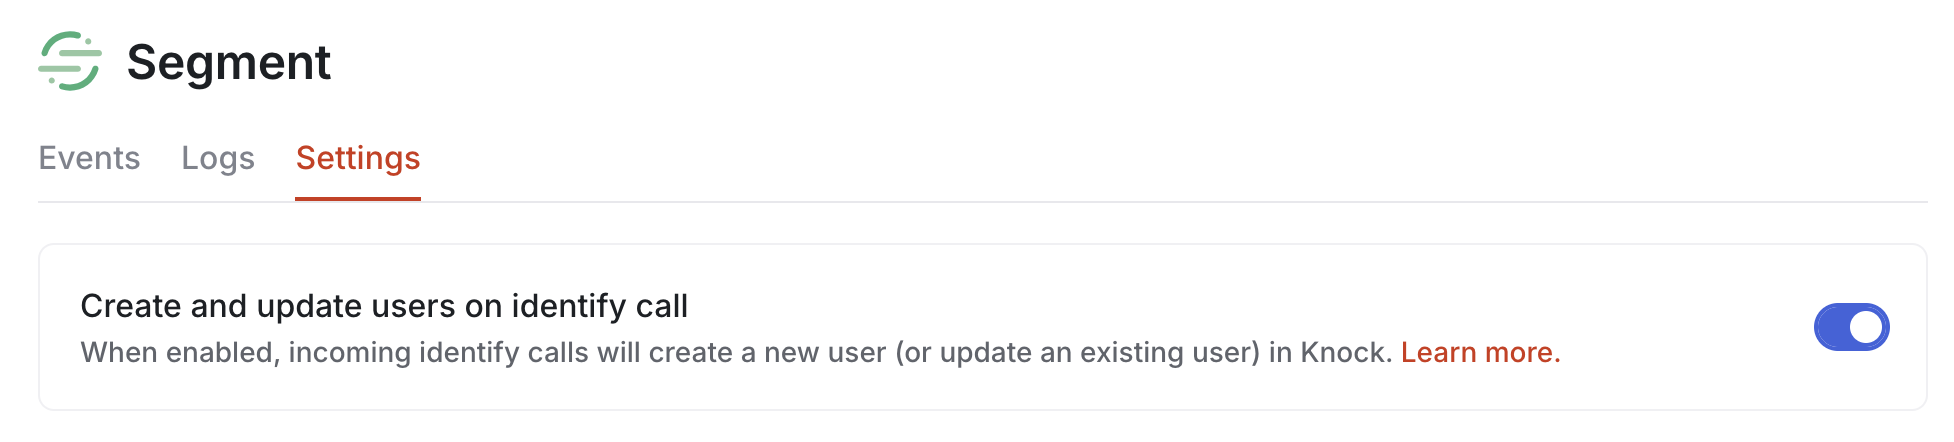 Segment
Events Logs Settings
Create and update users on identify call
When enabled, incoming identify calls will create a new user (or update an existing user) in Knock. Learn more.